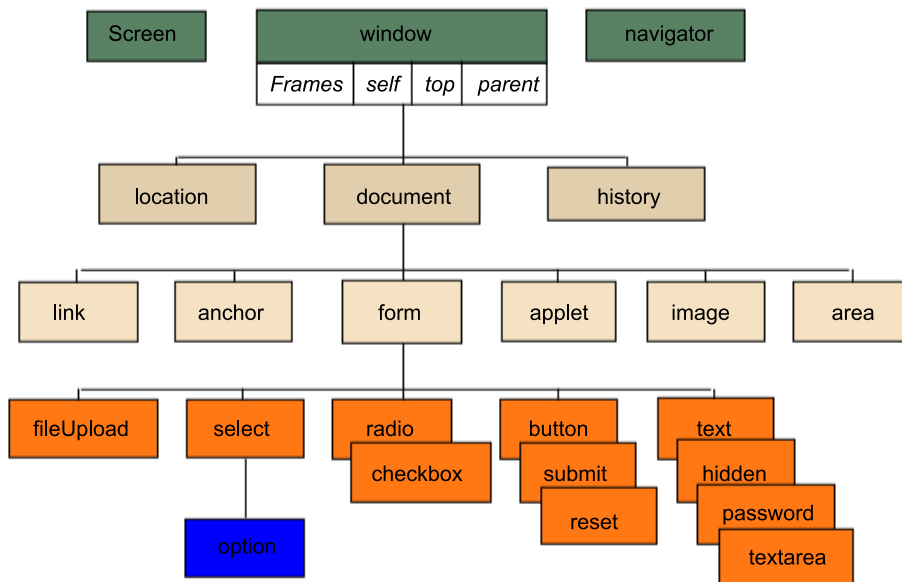 Screen window navigator
Frames self top parent
location document history
link anchor form applet image area
fileUpload select radio button text
checkbox submit hidden
reset password
option textarea